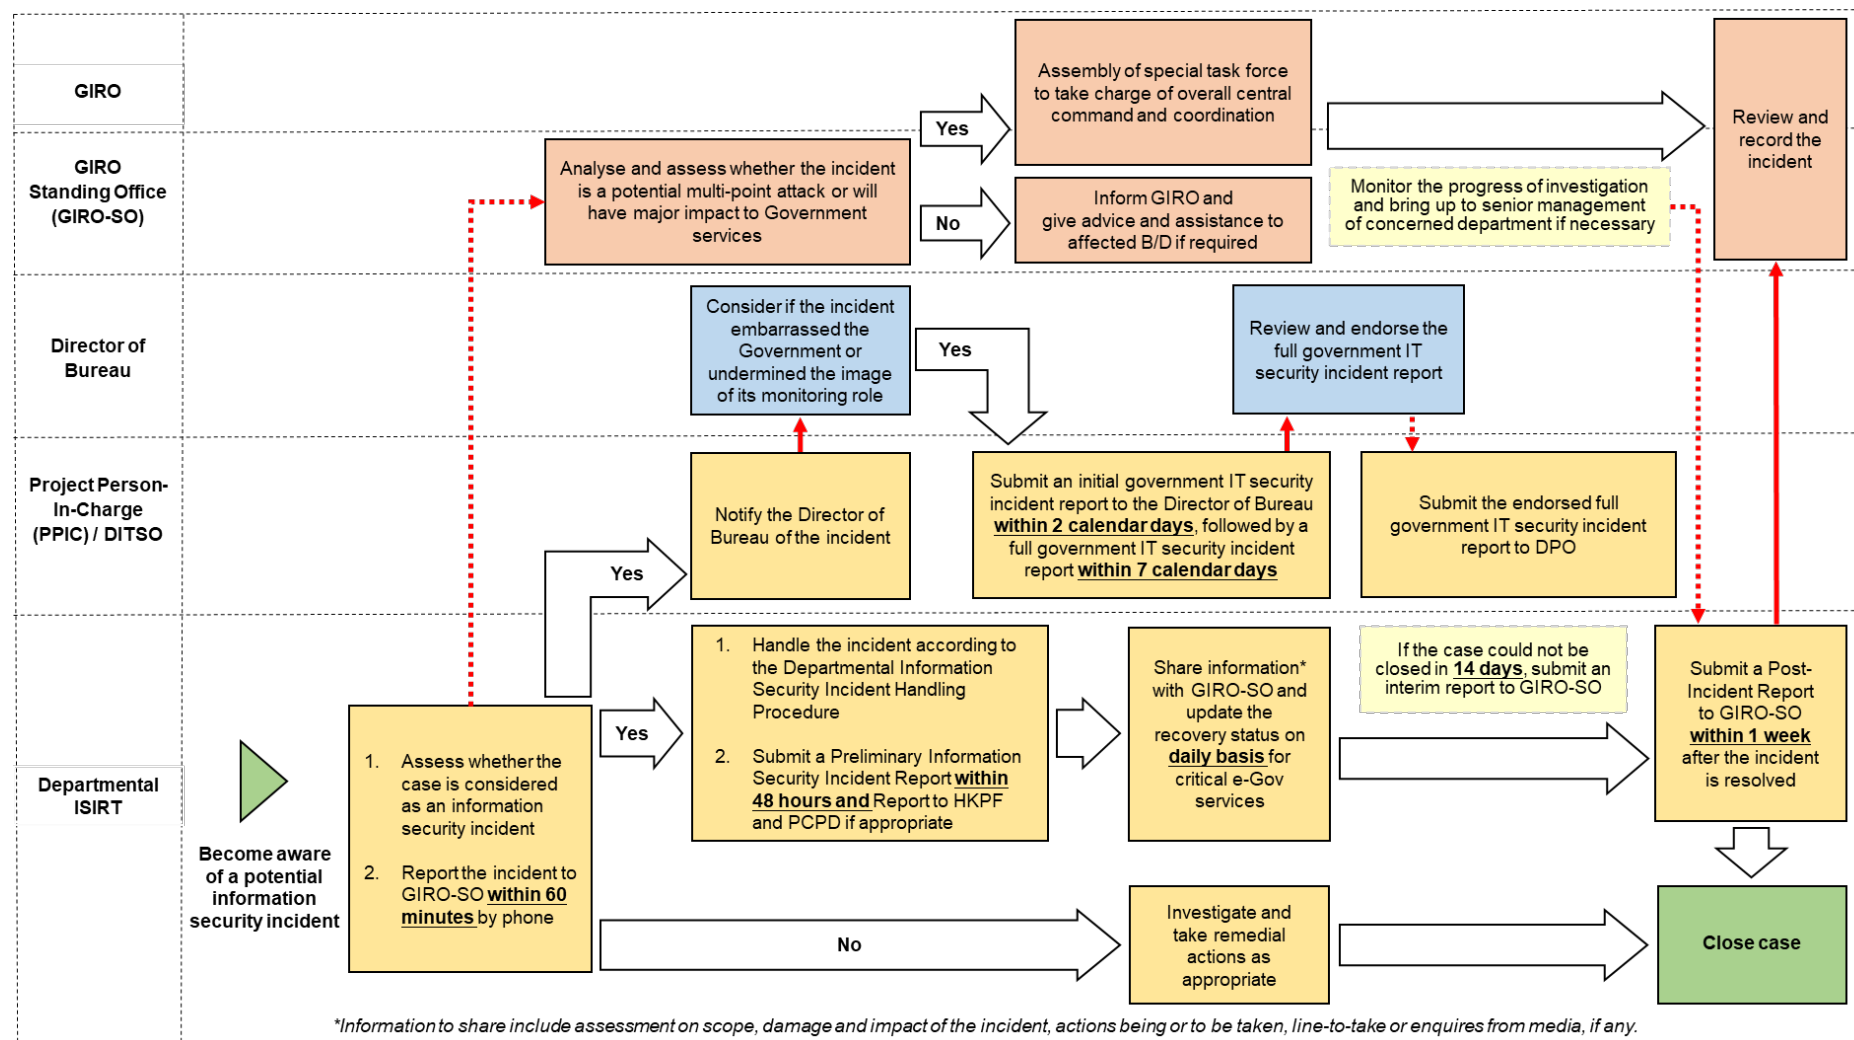 GIRO
Assembly of special task force
to take charge of overall central
command and coordination
Review and
record the
incident
GIRO
Standing Office
(GIRO-SO)
Analyse and assess whether the incident
is a potential multi-point attack or will
have major impact to Government
services
Yes
No
Inform GIRO and
give advice and assistance to
affected B/D if required
Monitor the progress of investigation
and bring up to senior management
of concerned department if necessary
Director of
Bureau
Consider if the incident
embarrassed the
Government or
undermined the image
of its monitoring role
Yes
Review and endorse the
full government IT
security incident report
Project Person-
In-Charge
(PPIC) / DITSO
Yes
Notify the Director of
Bureau of the incident
Submit an initial government IT security
incident report to the Director of Bureau
within 2 calendar days, followed by a
full government IT security incident
report within 7 calendar days
Submit the endorsed full
government IT security incident
report to DPO
Departmental
ISIRT
Become aware
of a potential
information
security incident
1. Assess whether the
case is considered
as an information
security incident
2. Report the incident to
GIRO-SO within 60
minutes by phone
Yes
1. Handle the incident according to
the Departmental Information
Security Incident Handling
Procedure
2. Submit a Preliminary Information
Security Incident Report within
48 hours and Report to HKPF
and PCPD if appropriate
Share information*
with GIRO-SO and
update the
recovery status on
daily basis for
critical e-Gov
services
If the case could not be
closed in 14 days, submit an
interim report to GIRO-SO
Submit a Post-
Incident Report
to GIRO-SO
within 1 week
after the incident
is resolved
No
Investigate and
take remedial
actions as
appropriate
Close case
*Information to share include assessment on scope, damage and impact of the incident, actions being or to be taken, line-to-take or enquires from media, if any.